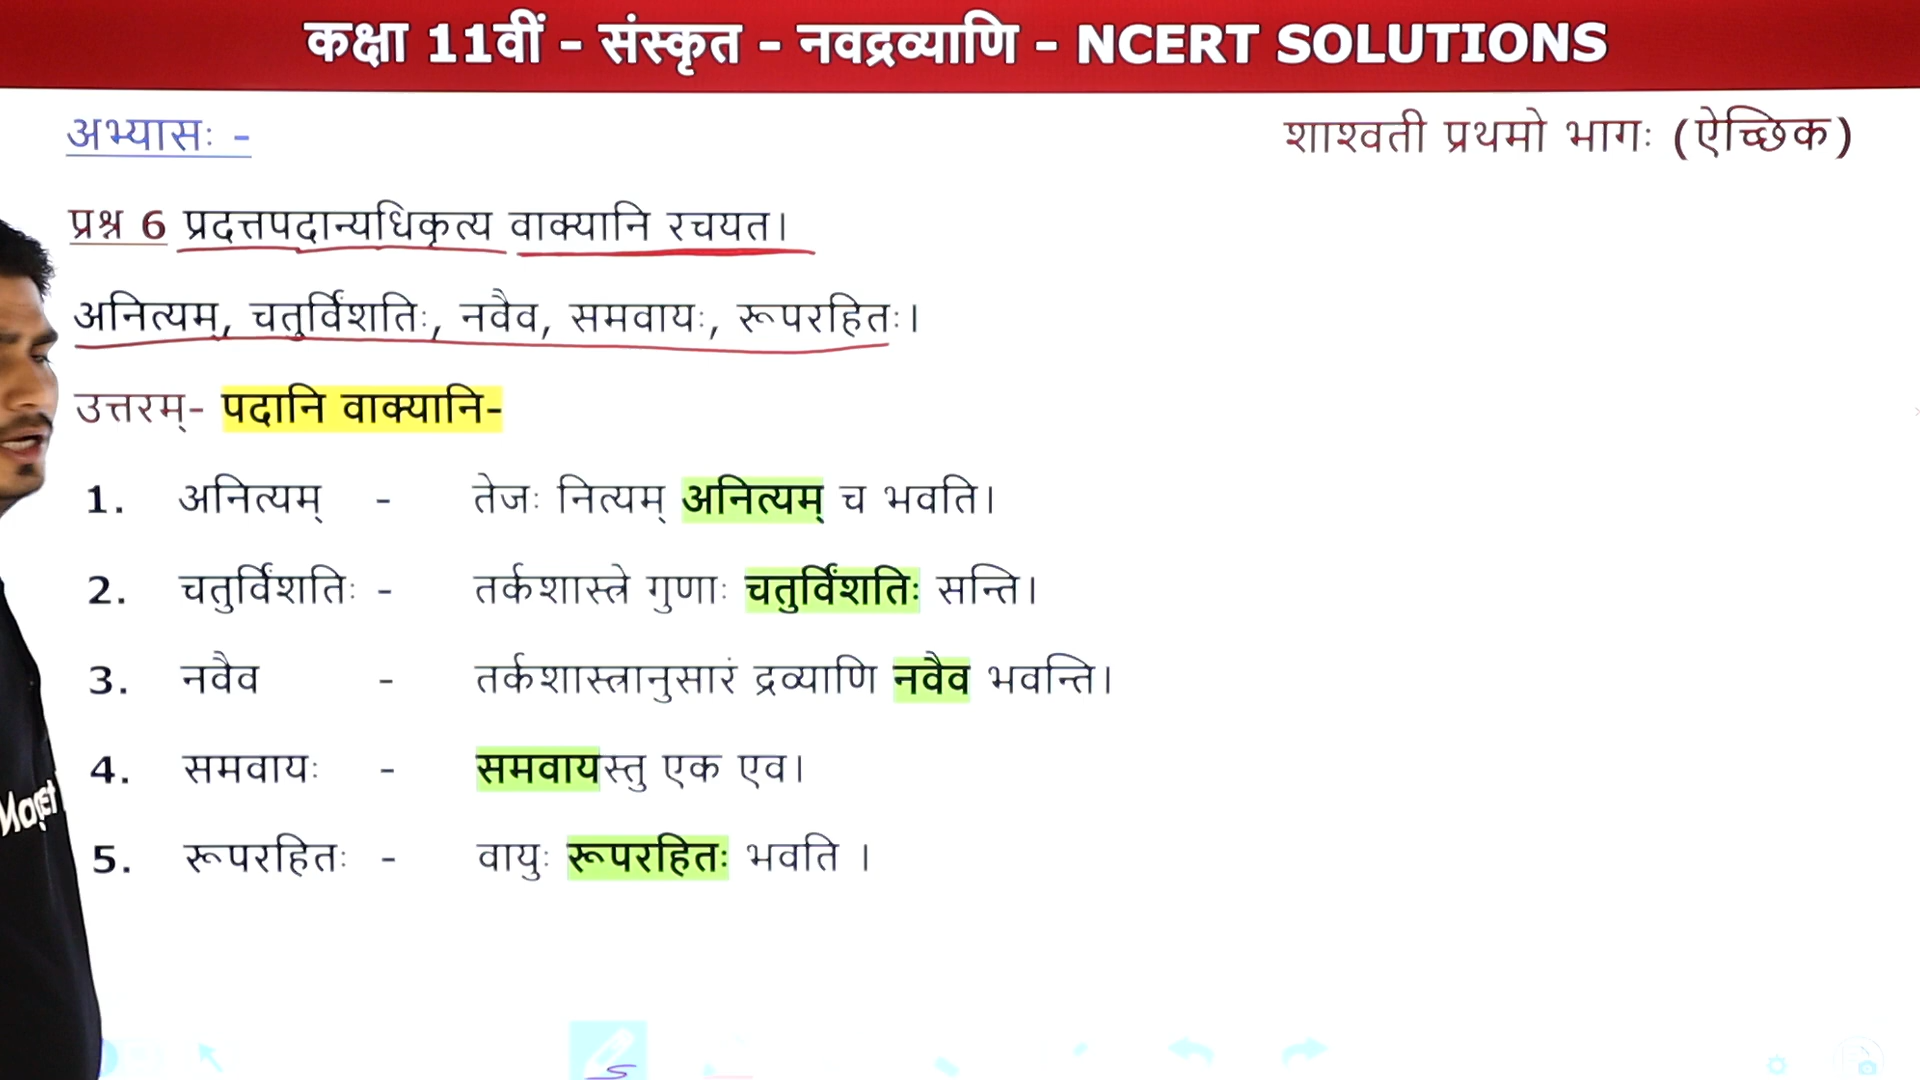 कक्षा 11वीं - संस्कृत - नवद्रव्याणि - NCERT SOLUTIONS
अभ्यासः -
शाश्वती प्रथमो भागः (ऐच्छिक)
प्रश्न 6 प्रदत्तपदान्यधिकृत्य वाक्यानि रचयत।
अनित्यम्, चतुर्विंशतिः, नवैव, समवायः, रूपरहितः।
उत्तरम्- पदानि वाक्यानि-
1. अनित्यम् - तेजः नित्यम् अनित्यम् च भवति।
2. चतुर्विंशतिः - तर्कशास्त्रे गुणाः चतुर्विंशतिः सन्ति।
3. नवैव - तर्कशास्त्रानुसारं द्रव्याणि नवैव भवन्ति।
4. समवायः - समवायस्तु एक एव।
5. रूपरहितः - वायुः रूपरहितः भवति ।